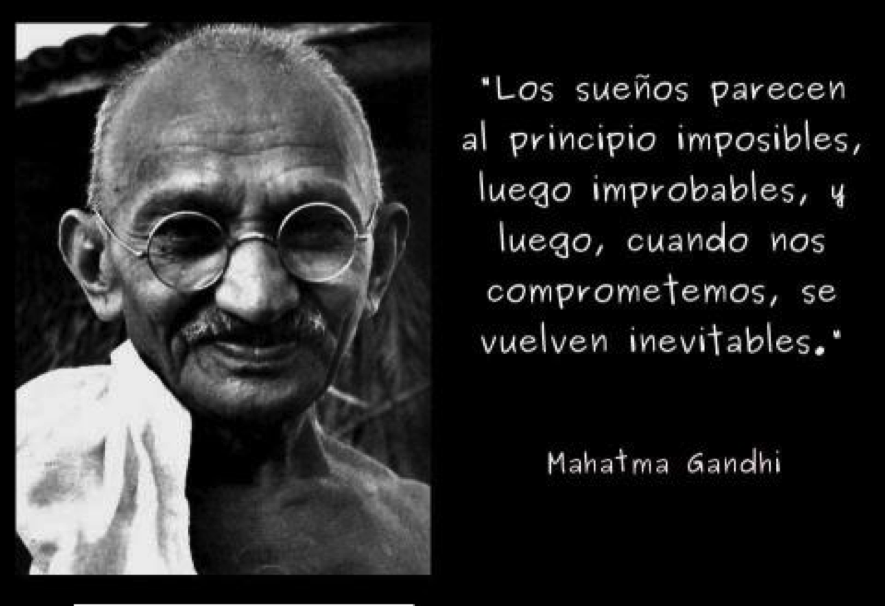 "Los sueños parecen
al principio imposibles,
luego improbables, y
luego, cuando nos
comprometemos, se
vuelven inevitables."
Mahatma Gandhi